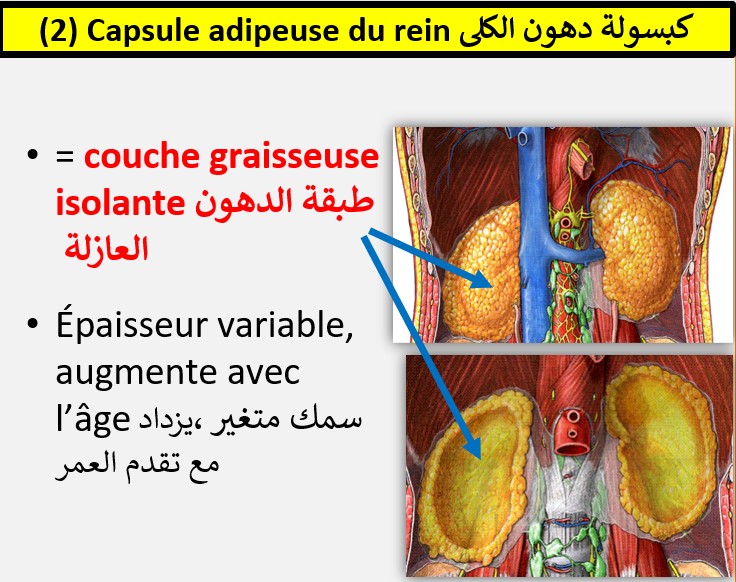 (2) Capsule adipeuse du rein كبسولة دهون الكلى
• = couche graisseuse
isolante طبقة الدهون
العازلة
• Épaisseur variable,
augmente avec
l’âge سمك متغير ،يزداد
مع تقدم العمر